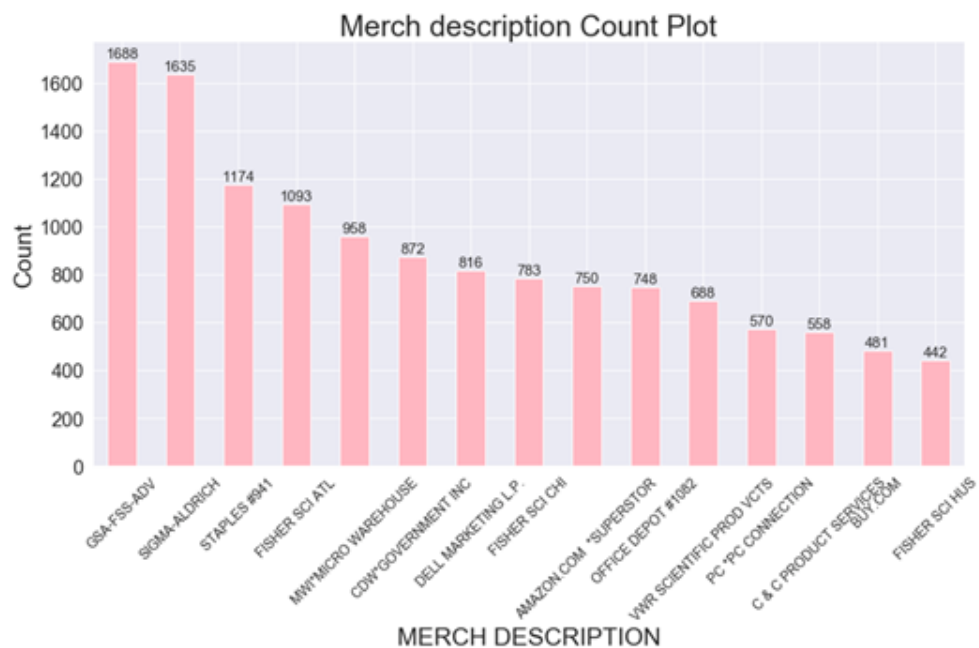 Merch description Count Plot
1688
1635
1174
1093
958
872
816
783
750
748
688
570
558
481
442
Count
1600
1400
1200
1000
800
600
400
200
0
GSA-FSS-ADV
SIGMA-ALDRICH
STAPLES #941
FISHER SCI ATL
MWI*MICRO WAREHOUSE
CDW*GOVERNMENT INC
DELL MARKETING L.P.
FISHER SCI CHI
AMAZON.COM *SUPERSTOR
OFFICE DEPOT #1082
VWR SCIENTIFIC PROD VCTS
PC *PC CONNECTION
C & C PRODUCT SERVICES
BUY.COM
FISHER SCI HUS
MERCH DESCRIPTION